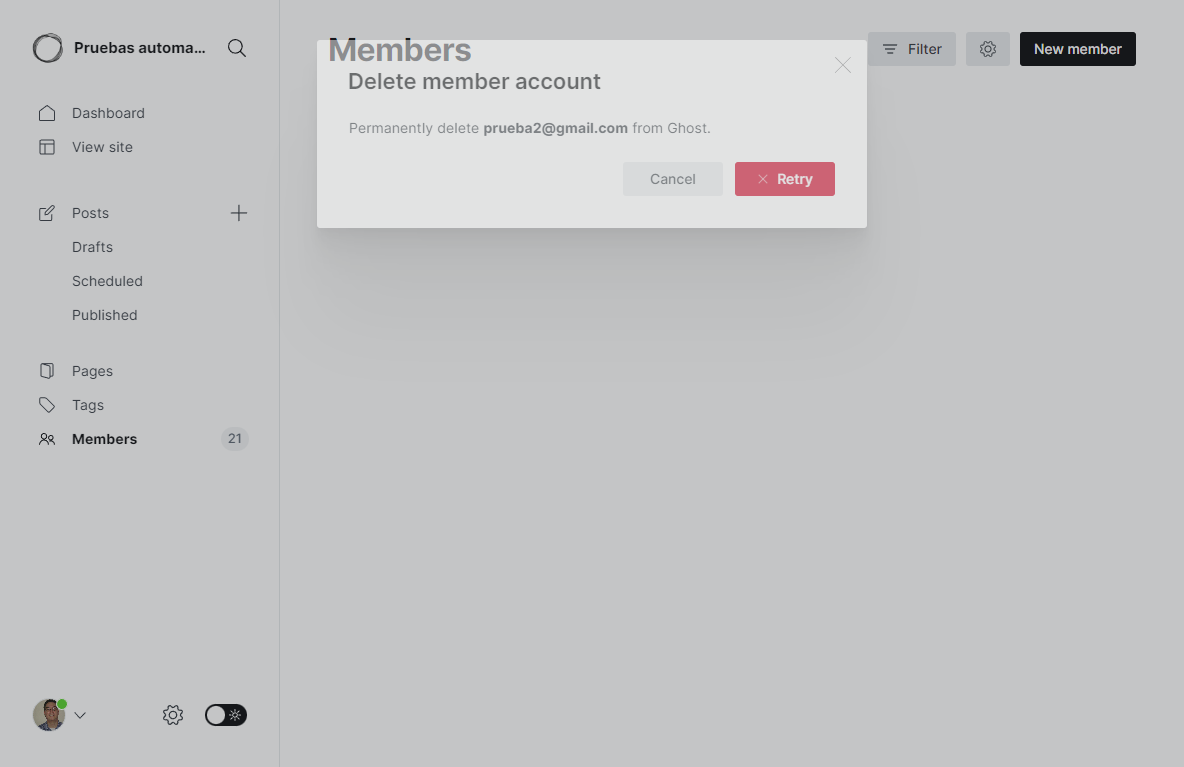 Pruebas automa...
Dashboard
View site
Posts
Drafts
Scheduled
Published
Pages
Tags
Members 21
Members
Filter
New member
Delete member account
Permanently delete prueba2@gmail.com from Ghost.
Cancel
Retry